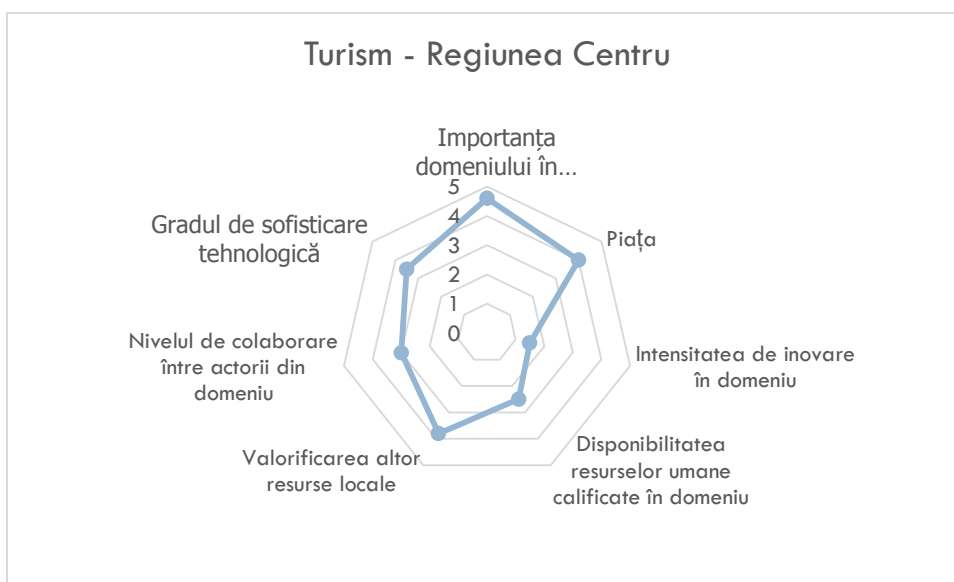 Turism - Regiunea Centru
Importanța
domeniului în...
5
4
3
2
1
0
Piața
Intensitatea de inovare
în domeniu
Disponibilitatea
resurselor umane
calificate în domeniu
Valorificarea altor
resurse locale
Nivelul de colaborare
între actorii din
domeniu
Gradul de sofisticare
tehnologică